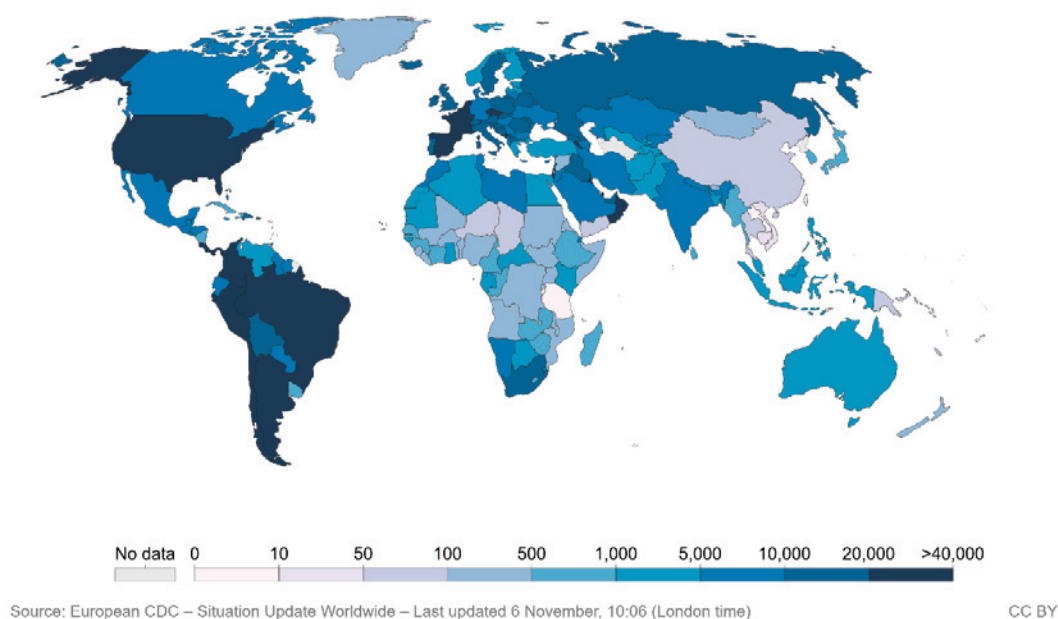 No data 0 10 50 100 500 1,000 5,000 10,000 20,000 >40,000
Source: European CDC – Situation Update Worldwide – Last updated 6 November, 10:06 (London time) CC BY